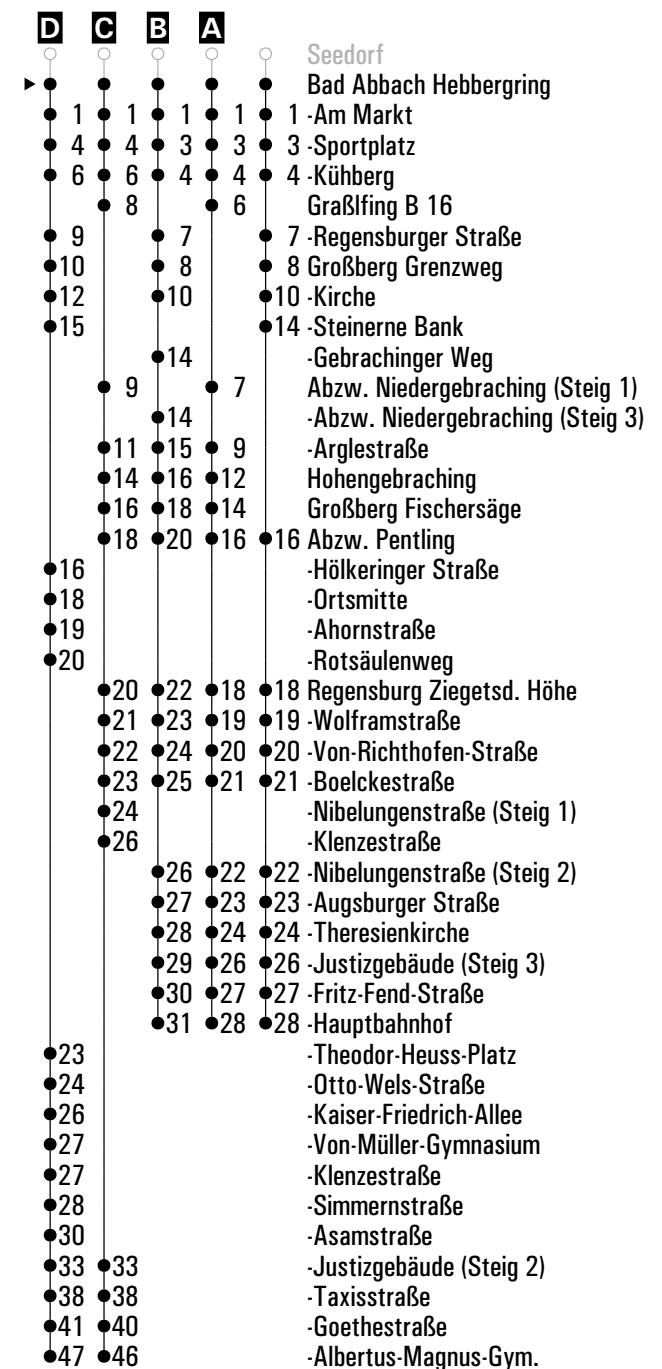 D C B A
Seedorf
Bad Abbach Hebbergring
1 1 1 1 1 -Am Markt
4 4 3 3 3 -Sportplatz
6 6 4 4 4 -Kühberg
8 6 Graßlfing B 16
9 7 7 -Regensburger Straße
10 8 8 Großberg Grenzweg
12 10 10 -Kirche
15 14 -Steinerne Bank
14 -Gebrachinger Weg
9 7 Abzw. Niedergebraching (Steig 1)
14 -Abzw. Niedergebraching (Steig 3)
11 15 9 -Arglestraße
14 16 12 Hohengebraching
16 18 14 Großberg Fischersäge
18 20 16 16 Abzw. Pentling
16 -Hölkeringer Straße
18 -Ortsmitte
19 -Ahornstraße
20 -Rotsäulenweg
20 22 18 18 Regensburg Ziegetsd. Höhe
21 23 19 19 -Wolframstraße
22 24 20 20 -Von-Richthofen-Straße
23 25 21 21 -Boelckestraße
24 -Nibelungenstraße (Steig 1)
26 -Klenzestraße
26 22 22 -Nibelungenstraße (Steig 2)
27 23 23 -Augsburger Straße
28 24 24 -Theresienkirche
29 26 26 -Justizgebäude (Steig 3)
30 27 27 -Fritz-Fend-Straße
31 28 28 -Hauptbahnhof
23 -Theodor-Heuss-Platz
24 -Otto-Wels-Straße
26 -Kaiser-Friedrich-Allee
27 -Von-Müller-Gymnasium
27 -Klenzestraße
28 -Simmernstraße
30 -Asamstraße
33 33 -Justizgebäude (Steig 2)
38 38 -Taxisstraße
41 40 -Goethestraße
47 46 -Albertus-Magnus-Gym.